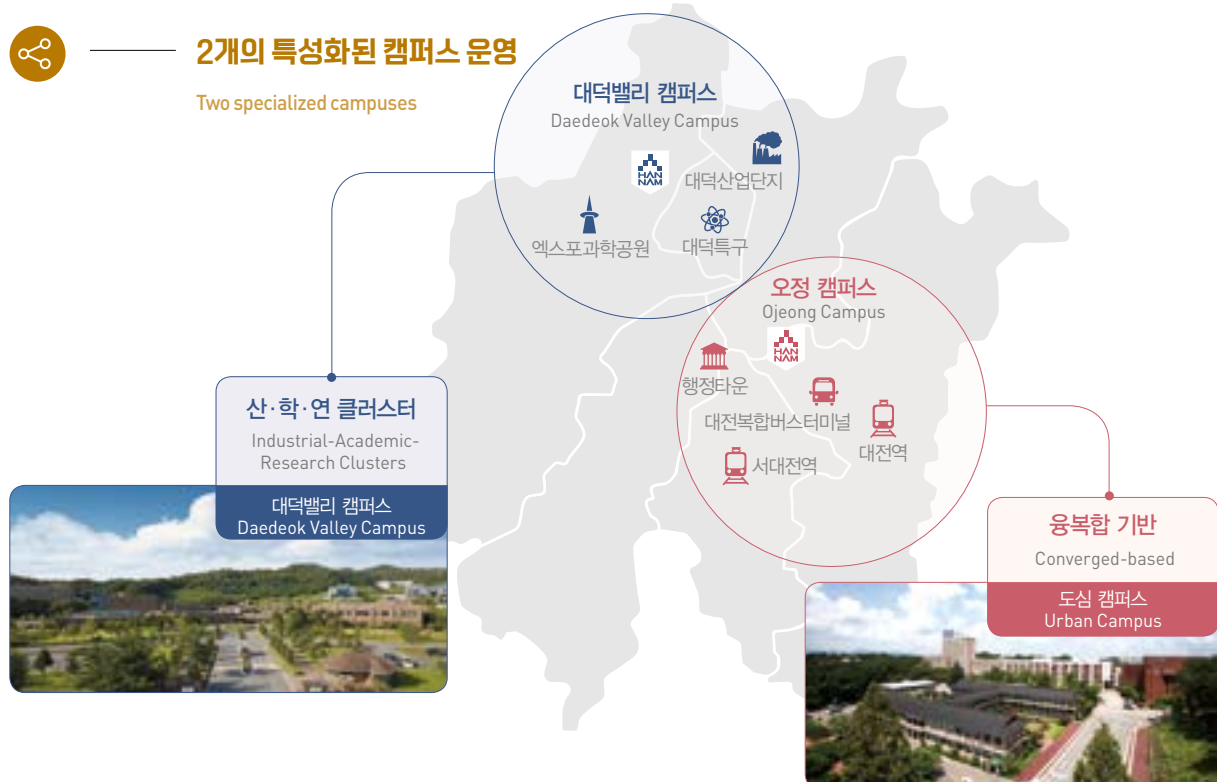 2개의 특성화된 캠퍼스 운영
Two specialized campuses
대덕밸리 캠퍼스
Daedeok Valley Campus
HAN
NAM
대덕산업단지
엑스포과학공원
대덕특구
오정 캠퍼스
Ojeong Campus
HAN
NAM
행정타운
대전복합버스터미널
대전역
서대전역
산·학·연 클러스터
Industrial-Academic-
Research Clusters
대덕밸리 캠퍼스
Daedeok Valley Campus
융복합 기반
Converged-based
도심 캠퍼스
Urban Campus